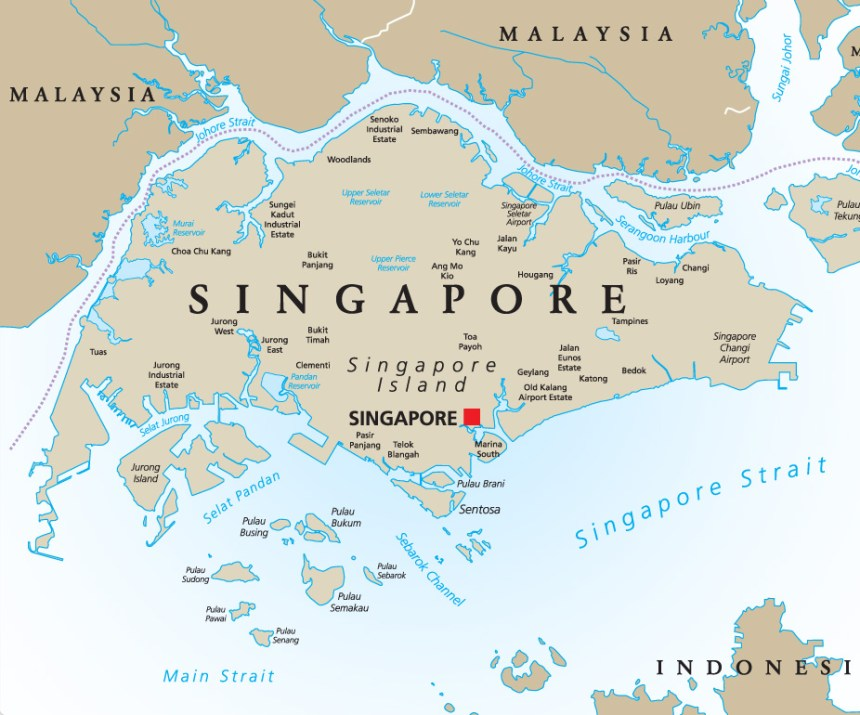 MALAYSIA
Sungai Johor
M
MALAYSIA
Johore Strait
Senoko
Industrial
Estate
Sembawang
Woodlands
Johore Strait
Jo
Upper Seletar
Reservoir
Lower Seletar
Reservoir
Sungei
Kadut
Industrial
Estate
Singapore
Seletar
Airport
Pulau Ubin
Pulau
Tekung
Murai
Reservoir
Serangoon Harbour
Choa Chu Kang
Yo Chu
Kang
Jalan
Kayu
Bukit
Panjang
Upper Pierce
Reservoir
Ang Mo
Kio
Hougang
Pasir
Ris
Changi
Loyang
SINGAPORE
Jurong
West
Bukit
Timah
Jurong
East
Toa
Payoh
Tampines
Singapore
Changi
Airport
Tuas
Jalan
Eunos
Estate
Singapore
Island
Clementi
Jurong
Industrial
Estate
Pandan
Reservoir
Geylang
Katong
Bedok
Old Kalang
Airport Estate
SINGAPORE
Selat Jurong
Pasir
Panjang
Telok
Blangah
Marina
South
Jurong
Island
Selat Pandan
Pulau Brani
Sentosa
Singapore Strait
Pulau
Busing
Pulau
Bukum
Sebarok Channel
Pulau
Sudong
Pulau
Sebarok
Pulau
Semakau
Pulau
Pawai
Pulau
Senang
Main Strait
INDONESI